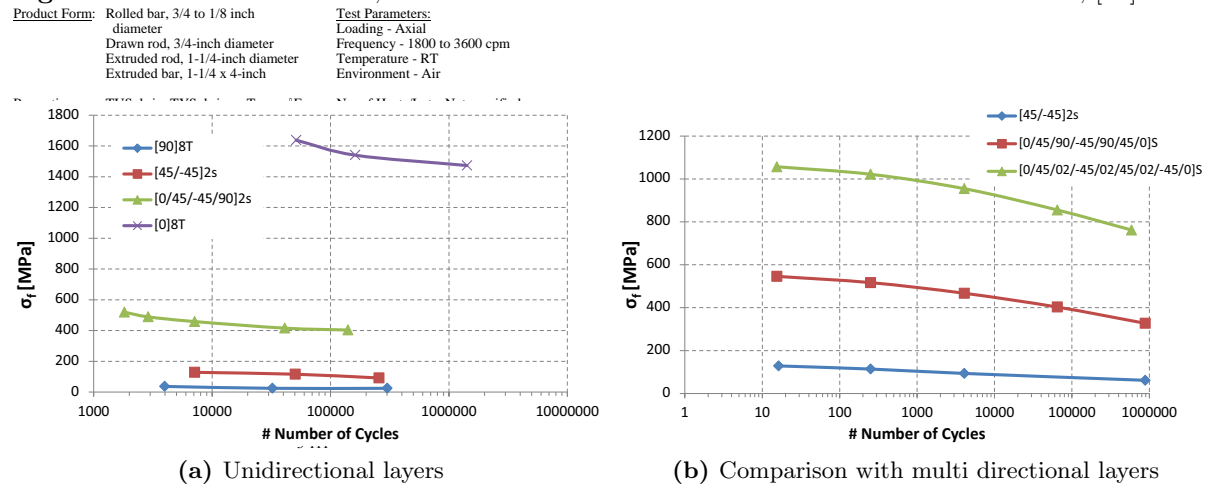 Product Form: Rolled bar, 3/4 to 1/8 inch
diameter
Drawn rod, 3/4-inch diameter
Extruded rod, 1-1/4-inch diameter
Extruded bar, 1-1/4 x 4-inch
Test Parameters:
Loading - Axial
Frequency - 1800 to 3600 cpm
Temperature - RT
Environment - Air
1800
1600
1400
1200
1000
800
600
400
200
0
σf [MPa]
[90]8T
[45/-45]2s
[0/45/-45/90]2s
[0]8T
1000 10000 100000 1000000 10000000
# Number of Cycles
(a) Unidirectional layers
[45/-45]2s
[0/45/90/-45/90/45/0]S
[0/45/02/-45/02/45/02/-45/0]S
1200
1000
800
600
400
200
0
σf [MPa]
1 10 100 1000 10000 100000 1000000
# Number of Cycles
(b) Comparison with multi directional layers